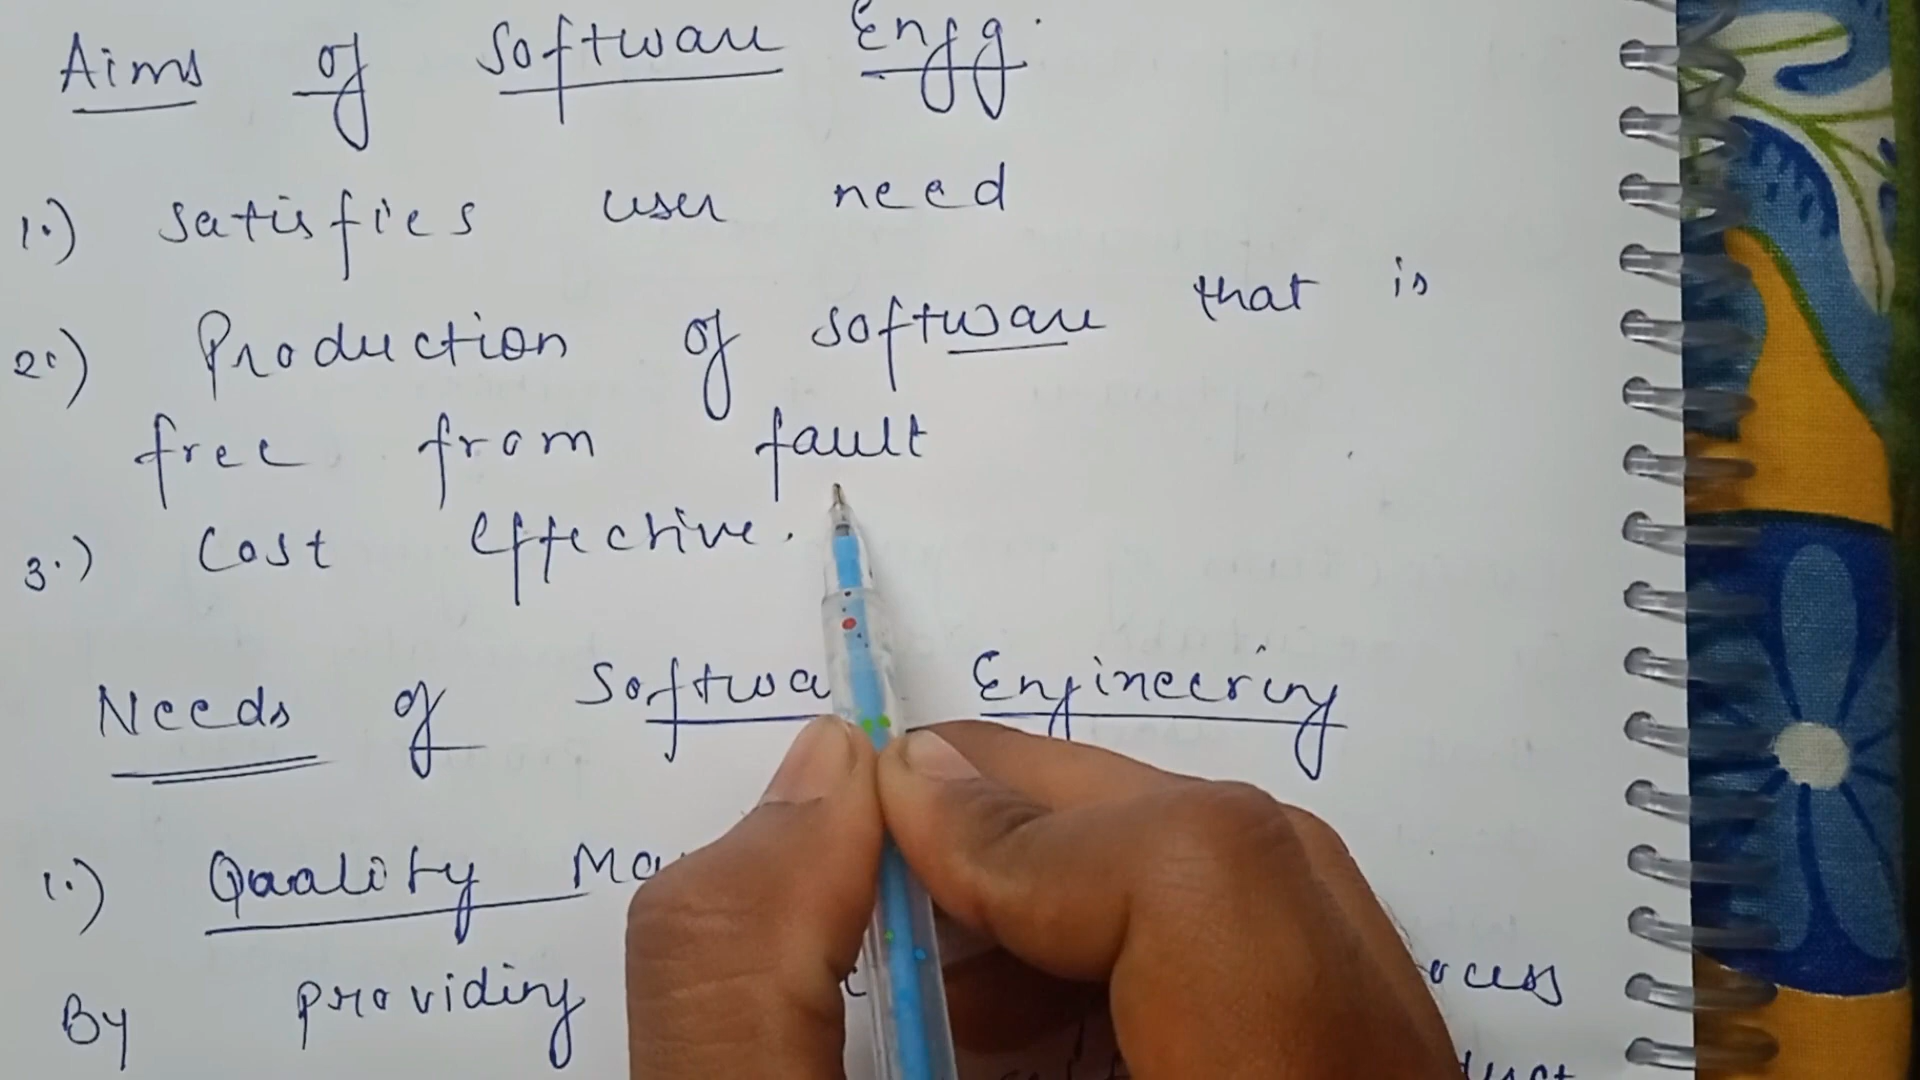 Aims of Software Engg.
1.) Satisfies user need
2.) Production of software that is
free from fault
3.) Cost effective.
Needs of Engineering
1.) Quality
By providing